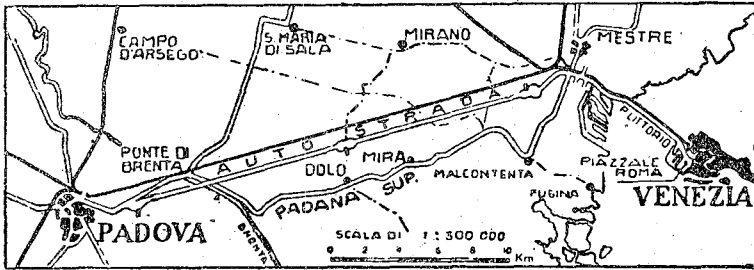 CAMPO
D'ARSEGO
S. MARIA
DI SALA
MIRANO
MESTRE
PONTE DI
BRENTA
AUTOSTRADA
DOLO
MIRA
MALCONTENTA
PADANA SUP.
LITTORIO
PIAZZALE
ROMA
FUSINA
VENEZIA
PADOVA
BRENTA
SCALA DI 1:300 000
0 2 4 6 8 10 Km